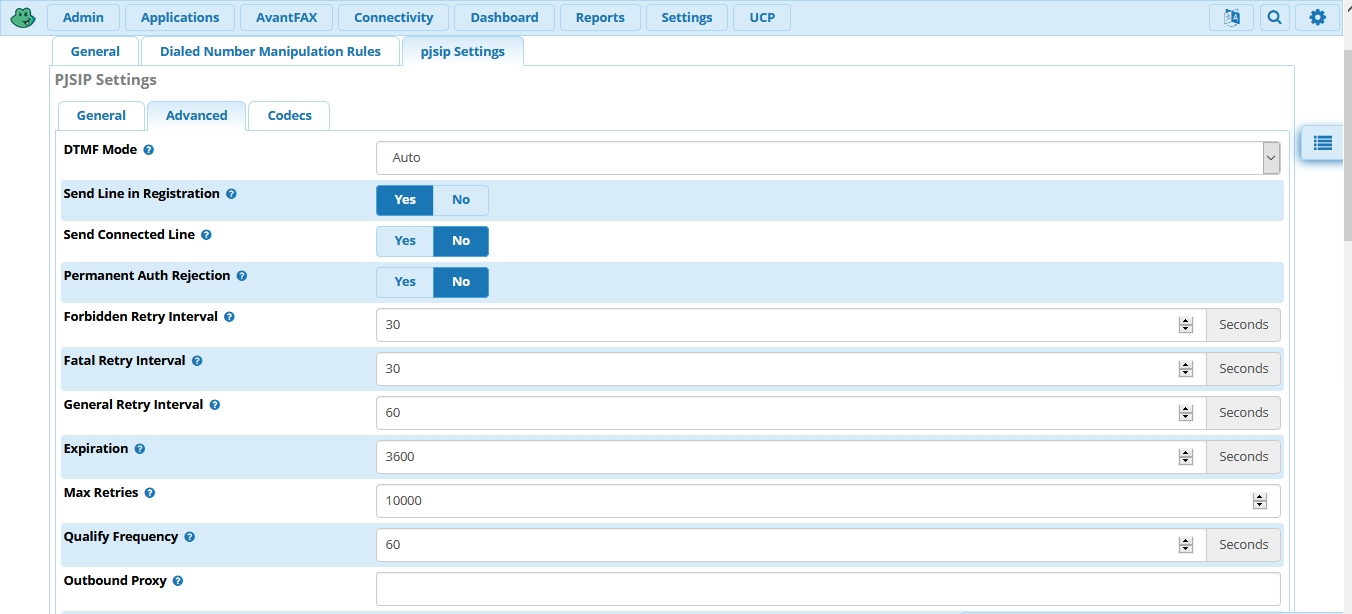 Admin Applications AvantFAX Connectivity Dashboard Reports Settings UCP
General Dialed Number Manipulation Rules pjsip Settings
PJSIP Settings
General Advanced Codecs
DTMF Mode Auto
Send Line in Registration Yes No
Send Connected Line Yes No
Permanent Auth Rejection Yes No
Forbidden Retry Interval 30 Seconds
Fatal Retry Interval 30 Seconds
General Retry Interval 60 Seconds
Expiration 3600 Seconds
Max Retries 10000
Qualify Frequency 60 Seconds
Outbound Proxy